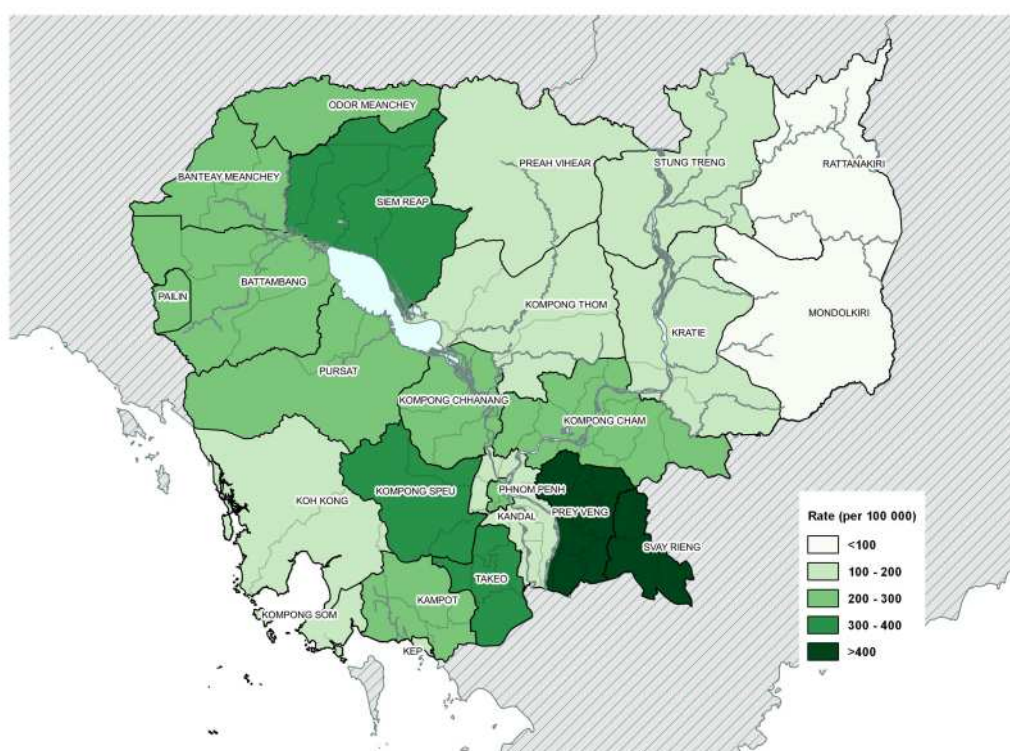 ODOR MEANCHEY
PREAH VIHEAR
STUNG TRENG
RATTANAKIRI
BANTEAY MEANCHEY
SIEM REAP
BATTAMBANG
PAILIN
KOMPONG THOM
MONDOLKIRI
KRATIE
PURSAT
KOMPONG CHHANANG
KOMPONG CHAM
KOH KONG
KOMPONG SPEU
PHNOM PENH
KANDAL
PREY VENG
SVAY RIENG
TAKEO
KAMPOT
KOMPONG SOM
KEP
Rate (per 100 000)
<100
100 - 200
200 - 300
300 - 400
>400